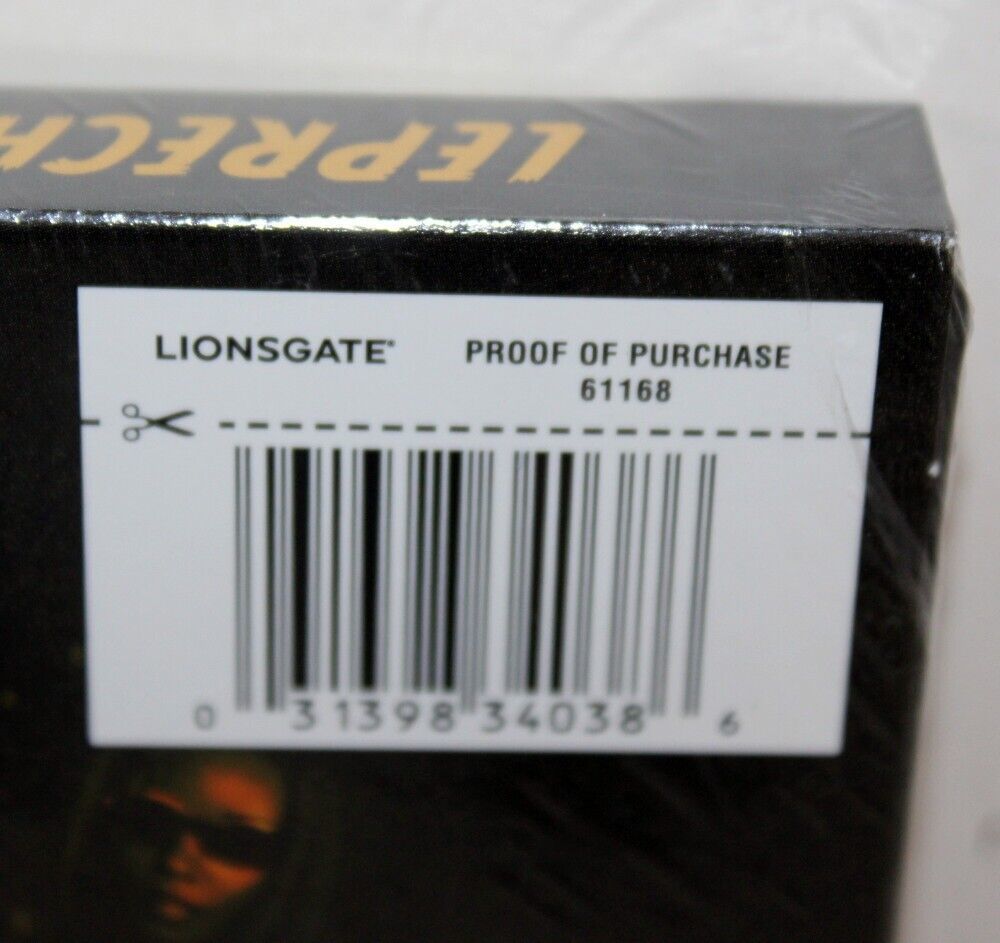 LEPRECH
LIONSGATE® PROOF OF PURCHASE
61168
0 31398 34038 6